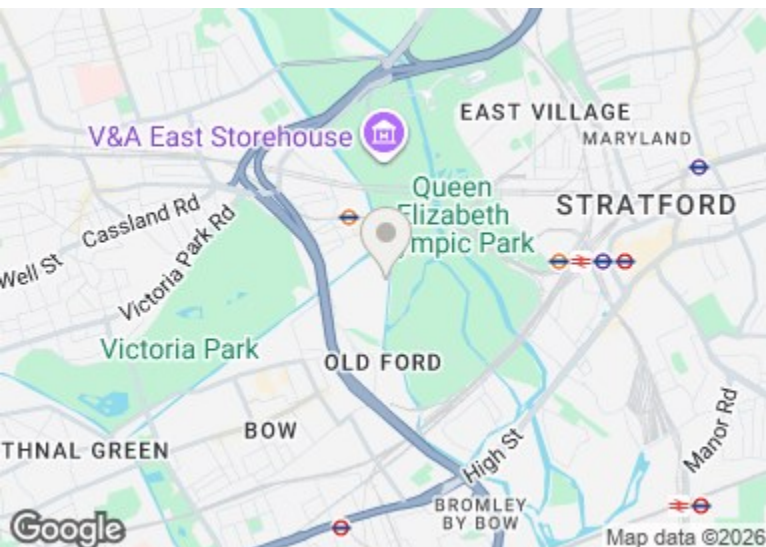 EAST VILLAGE
V&A East Storehouse
MARYLAND
Queen
Elizabeth
ympic Park
STRATFORD
Cassland Rd
Victoria Park Rd
Well St
Victoria Park
OLD FORD
BOW
THNAL GREEN
High St
Manor Rd
BROMLEY
BY BOW
Google
Map data ©2026